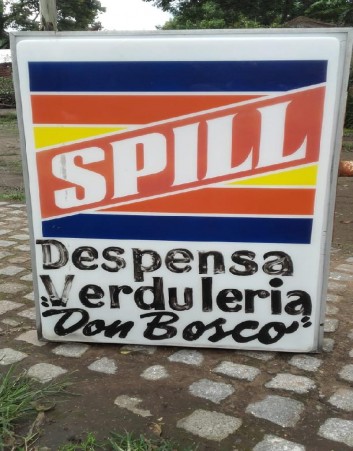 SPILL
Despensa
Verduleria
"Don Bosco"